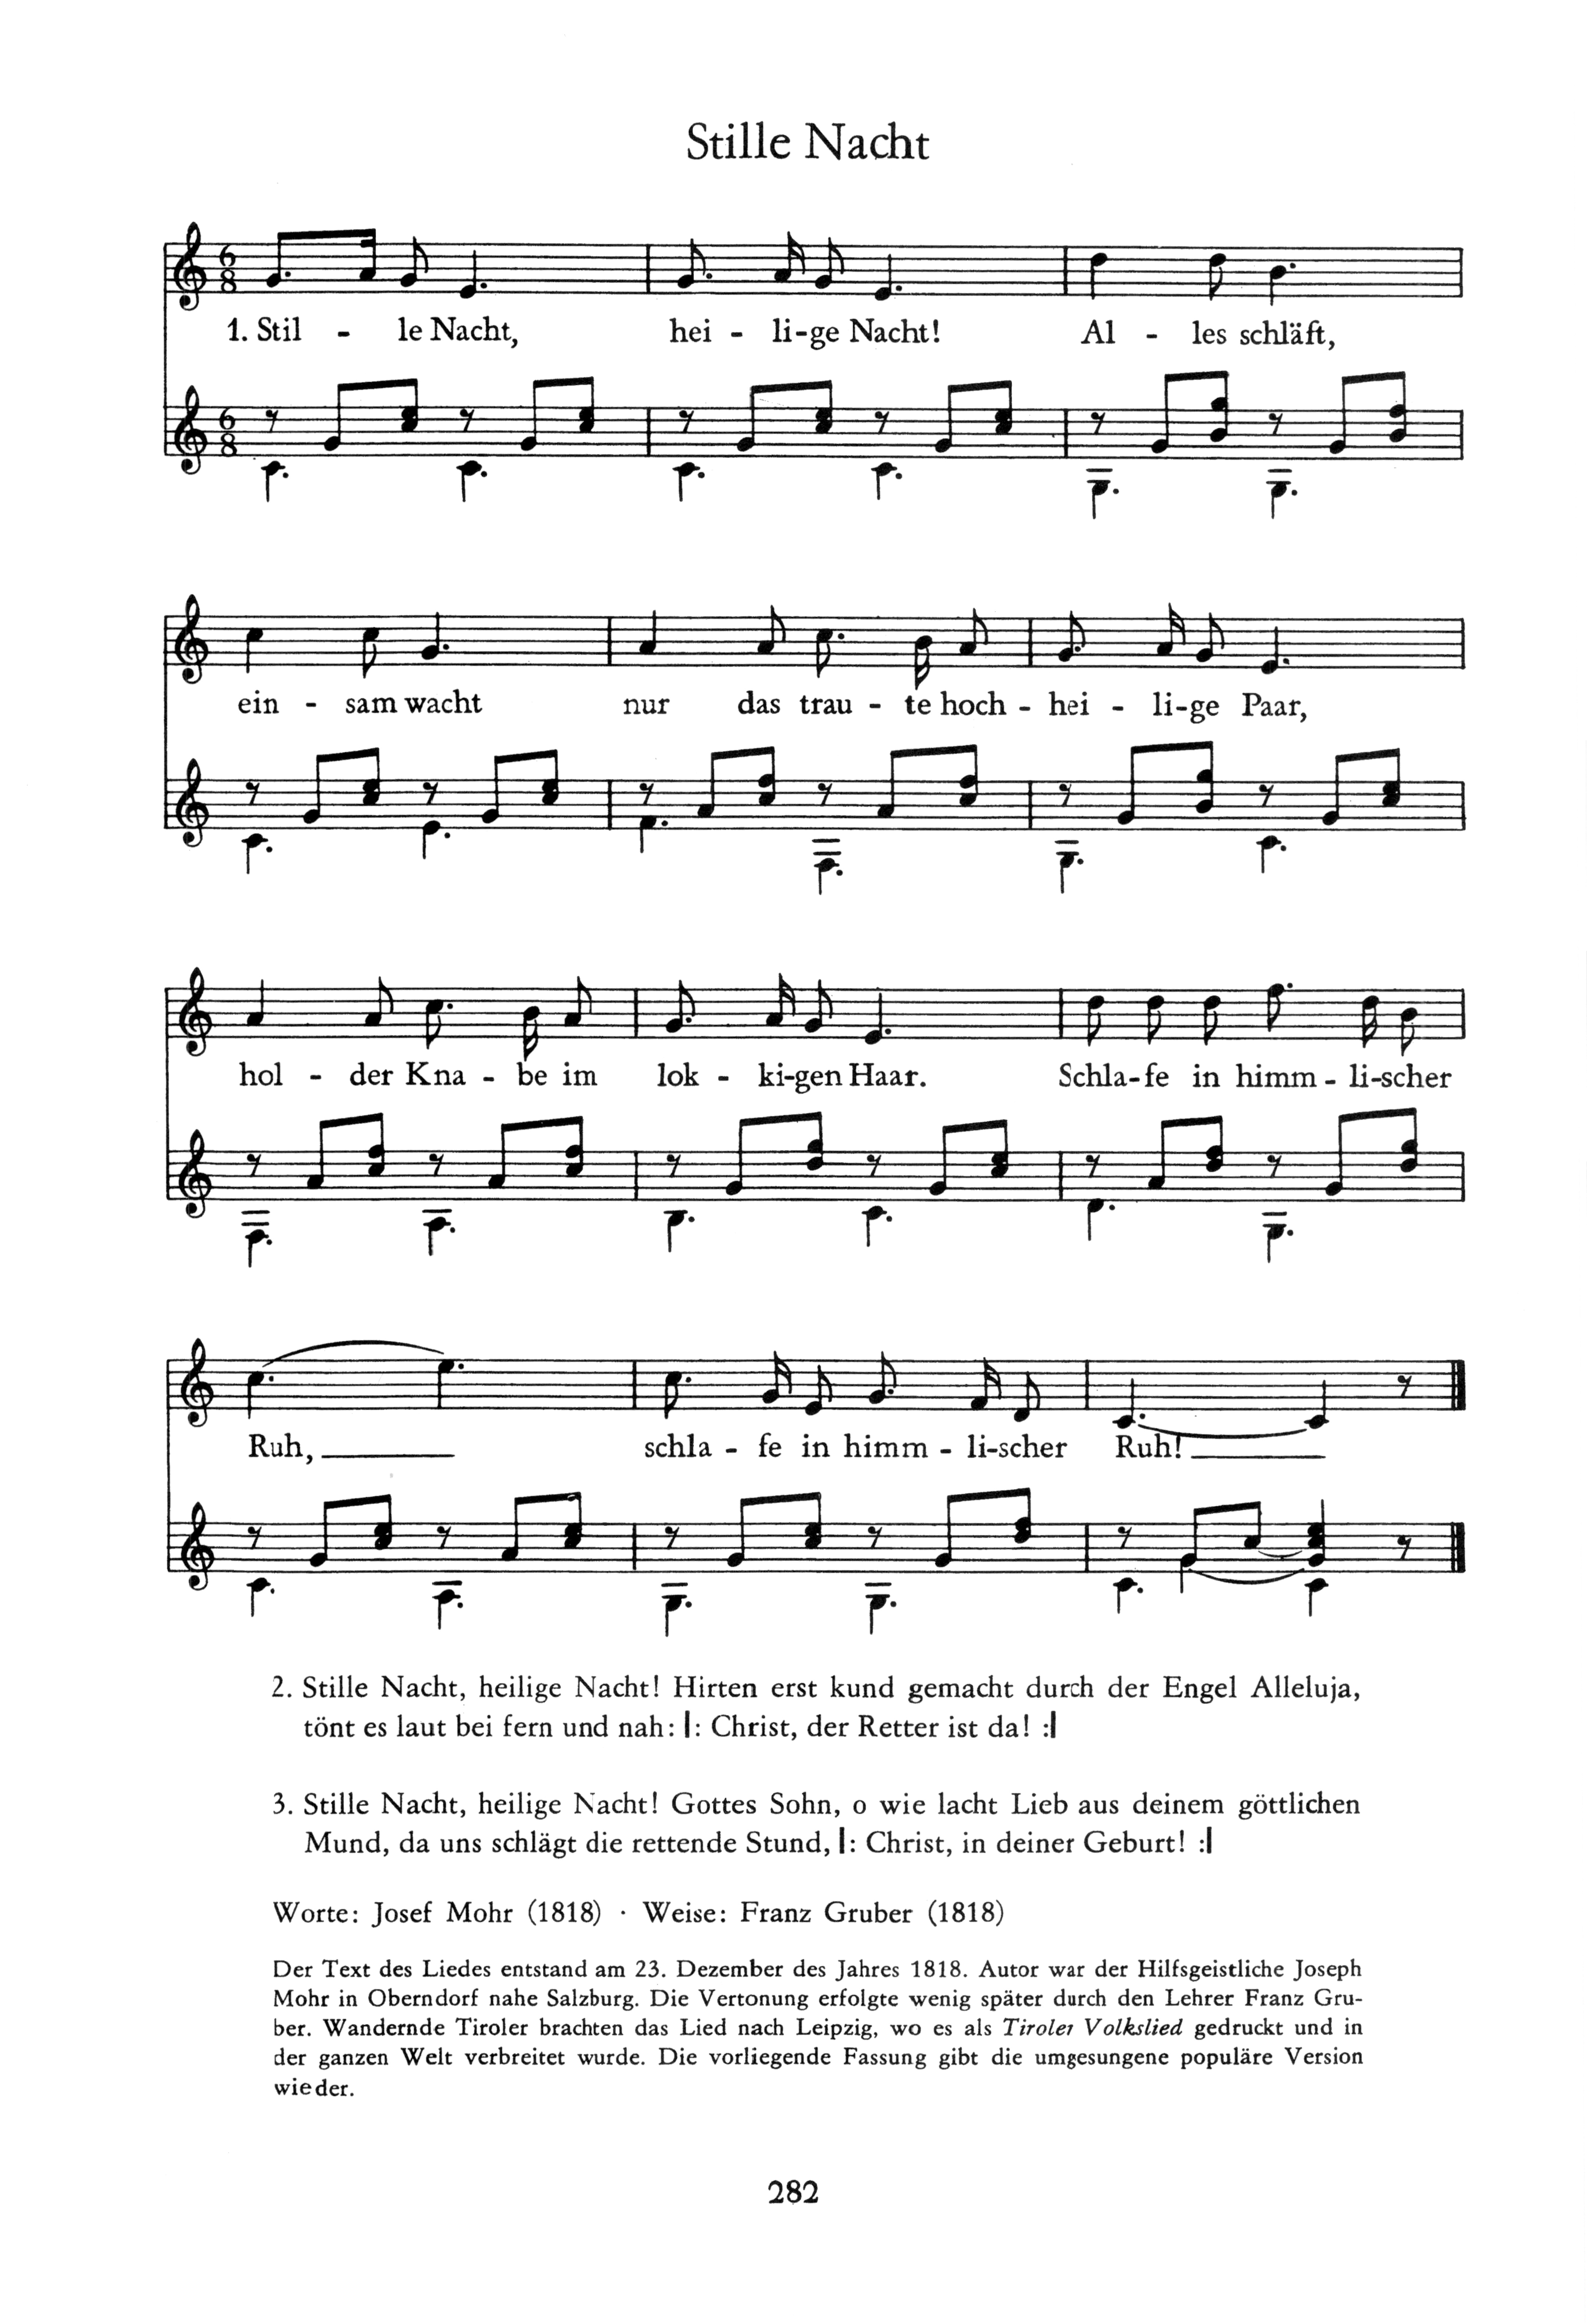 Stille Nacht
1. Stil - le Nacht, hei - li-ge Nacht! Al - les schläft,
ein - sam wacht nur das trau - te hoch - hei - li-ge Paar,
hol - der Kna - be im lok - ki-gen Haar. Schla-fe in himm - li-scher
Ruh, schla - fe in himm - li-scher Ruh!
2. Stille Nacht, heilige Nacht! Hirten erst kund gemacht durch der Engel Alleluja,
tönt es laut bei fern und nah: |: Christ, der Retter ist da! :|
3. Stille Nacht, heilige Nacht! Gottes Sohn, o wie lacht Lieb aus deinem göttlichen
Mund, da uns schlägt die rettende Stund, |: Christ, in deiner Geburt! :|
Worte: Josef Mohr (1818) · Weise: Franz Gruber (1818)
Der Text des Liedes entstand am 23. Dezember des Jahres 1818. Autor war der Hilfsgeistliche Joseph
Mohr in Oberndorf nahe Salzburg. Die Vertonung erfolgte wenig später durch den Lehrer Franz Gru-
ber. Wandernde Tiroler brachten das Lied nach Leipzig, wo es als Tiroler Volkslied gedruckt und in
der ganzen Welt verbreitet wurde. Die vorliegende Fassung gibt die umgesungene populäre Version
wieder.
282